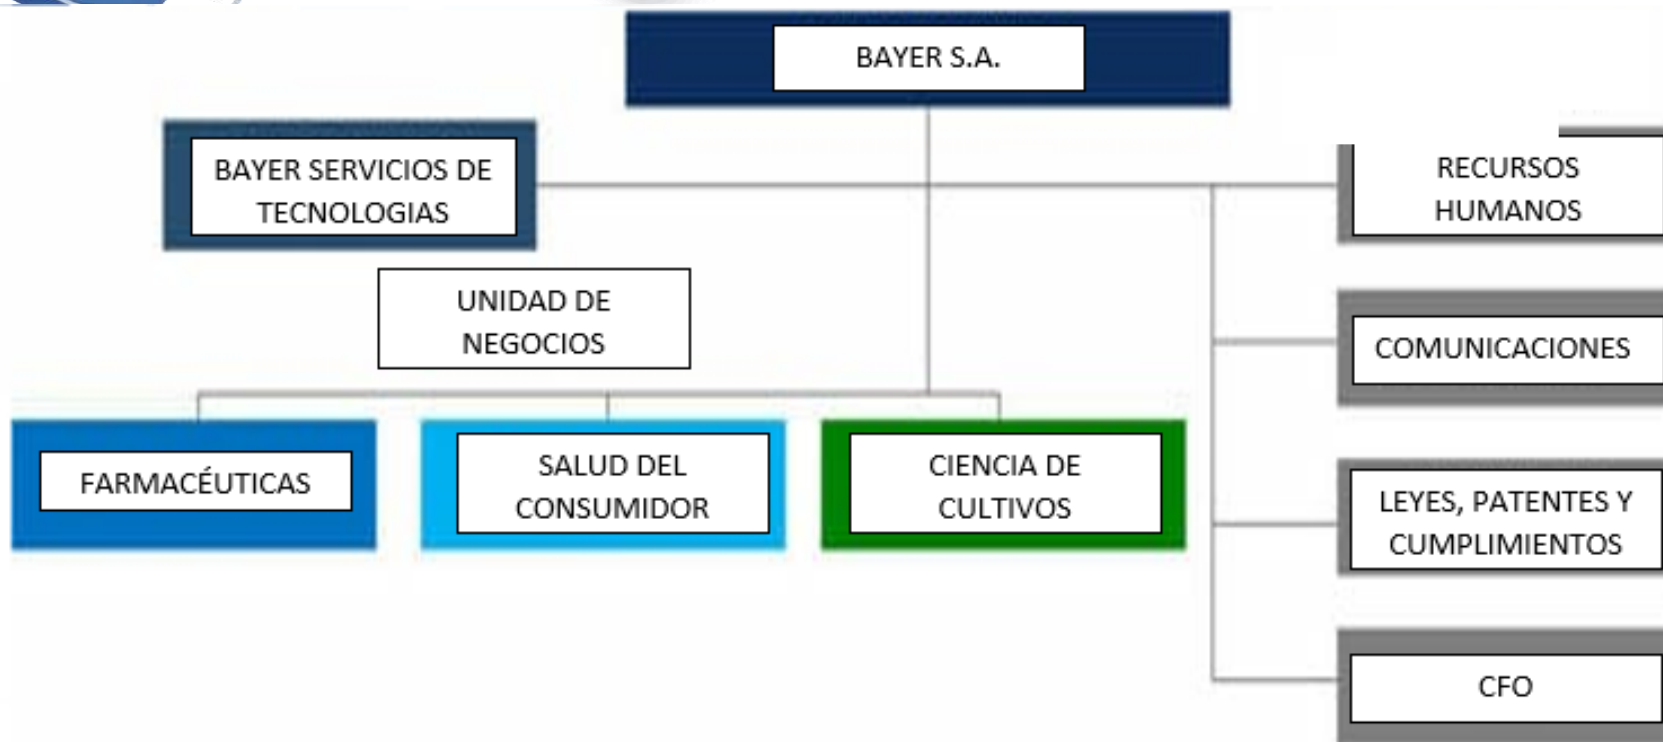 BAYER S.A.
BAYER SERVICIOS DE
TECNOLOGIAS
RECURSOS
HUMANOS
UNIDAD DE
NEGOCIOS
COMUNICACIONES
FARMACÉUTICAS
SALUD DEL
CONSUMIDOR
CIENCIA DE
CULTIVOS
LEYES, PATENTES Y
CUMPLIMIENTOS
CFO